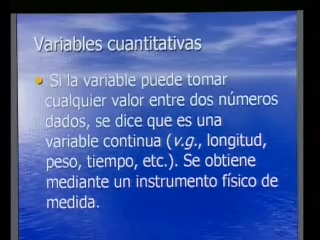 Variables cuantitativas
• Si la variable puede tomar
cualquier valor entre dos números
dados, se dice que es una
variable continua (v.g., longitud,
peso, tiempo, etc.). Se obtiene
mediante un instrumento físico de
medida.